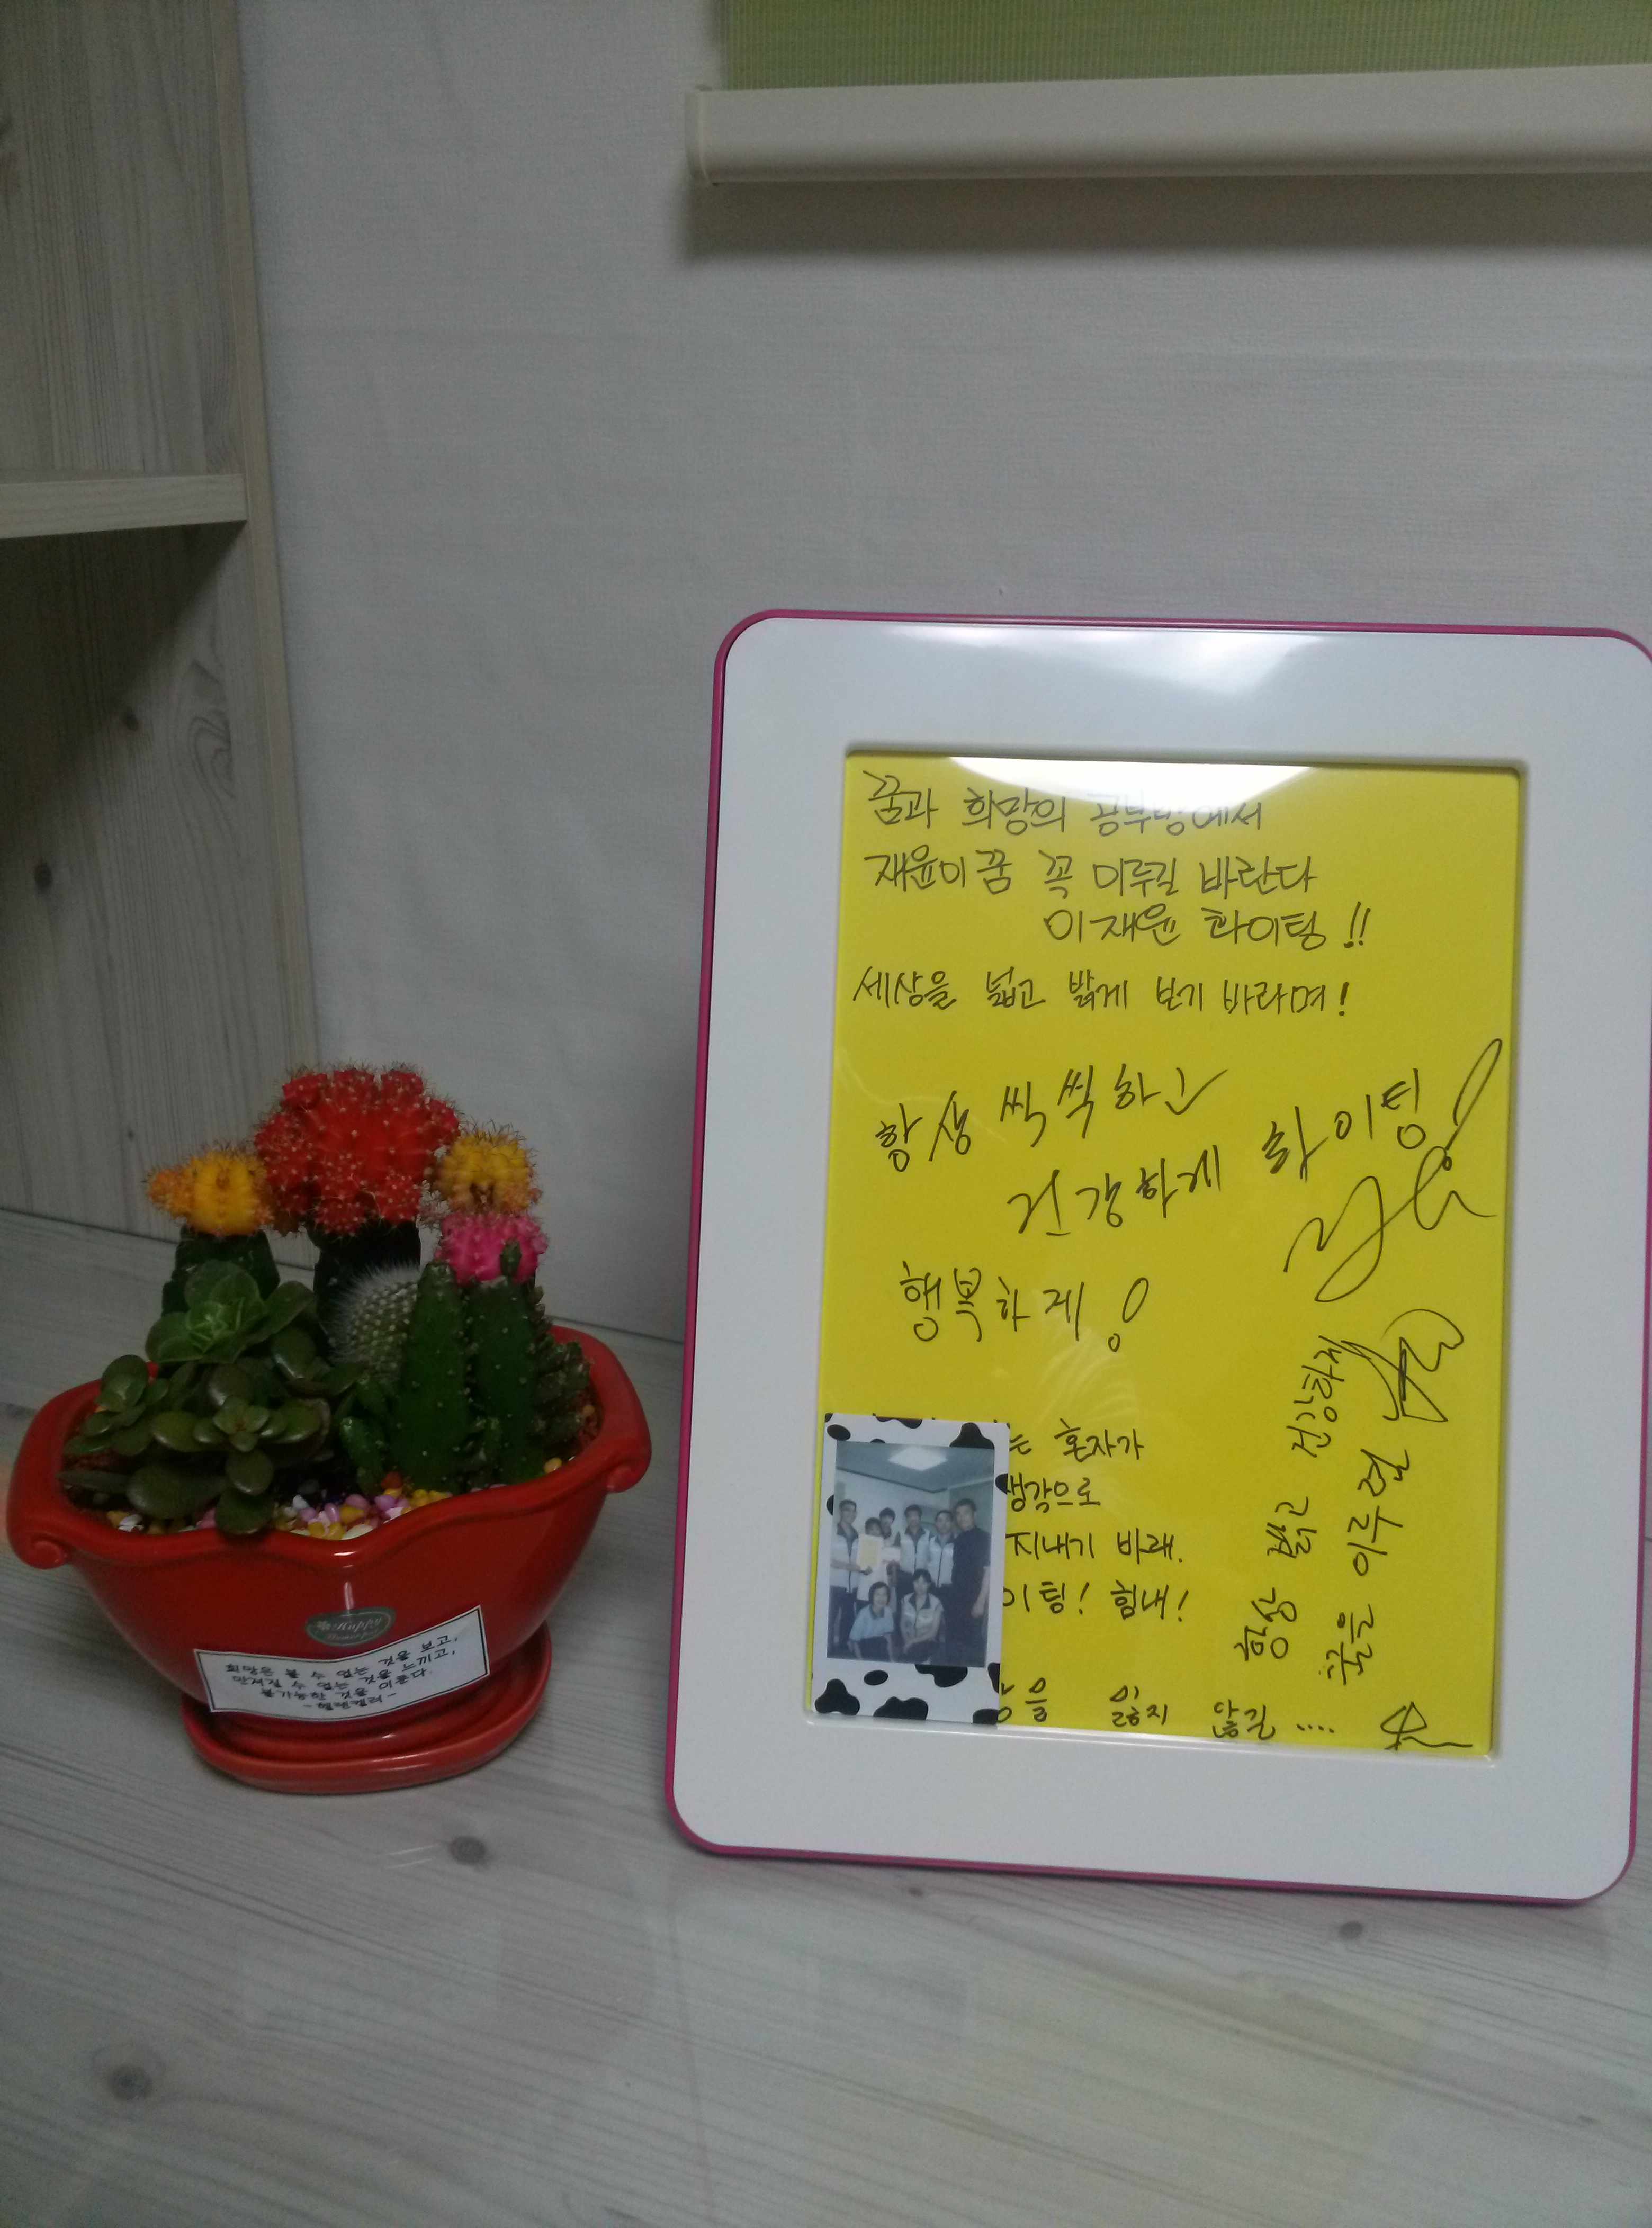 꿈과 희망의 공부방에서
재윤이 꿈 꼭 이루길 바란다
이재윤 화이팅!!
세상을 넓고 밝게 보기 바라며!
항상 씩씩하고
건강하게 화이팅
행복하게!
는 혼자가
생각으로
지내기 바래.
이팅! 힘내!
을 잃지 않길....
항상 밝고 건강하게
꿈을 이루렴
Happy
희망은 볼 수 없는 것을 보고,
만져질 수 없는 것을 느끼고,
불가능한 것을 이룬다.
-헬렌켈러-